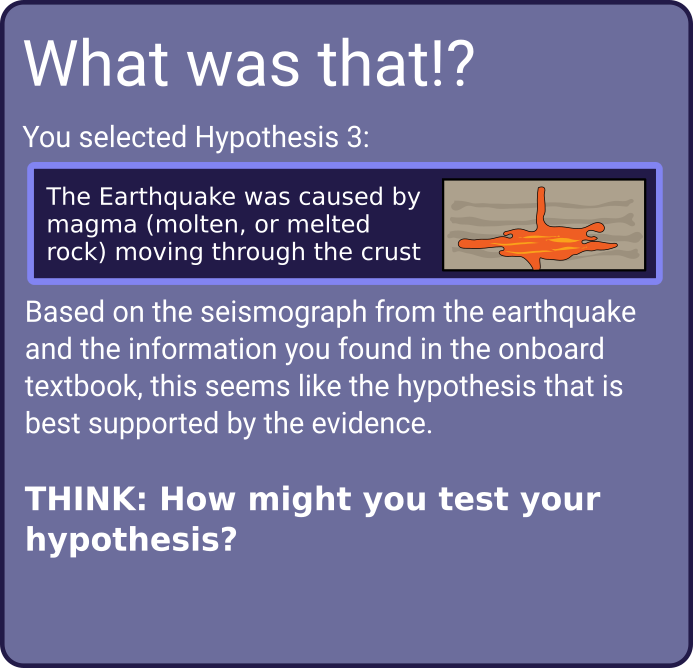 What was that!?
You selected Hypothesis 3:
The Earthquake was caused by
magma (molten, or melted
rock) moving through the crust
Based on the seismograph from the earthquake
and the information you found in the onboard
textbook, this seems like the hypothesis that is
best supported by the evidence.
THINK: How might you test your
hypothesis?